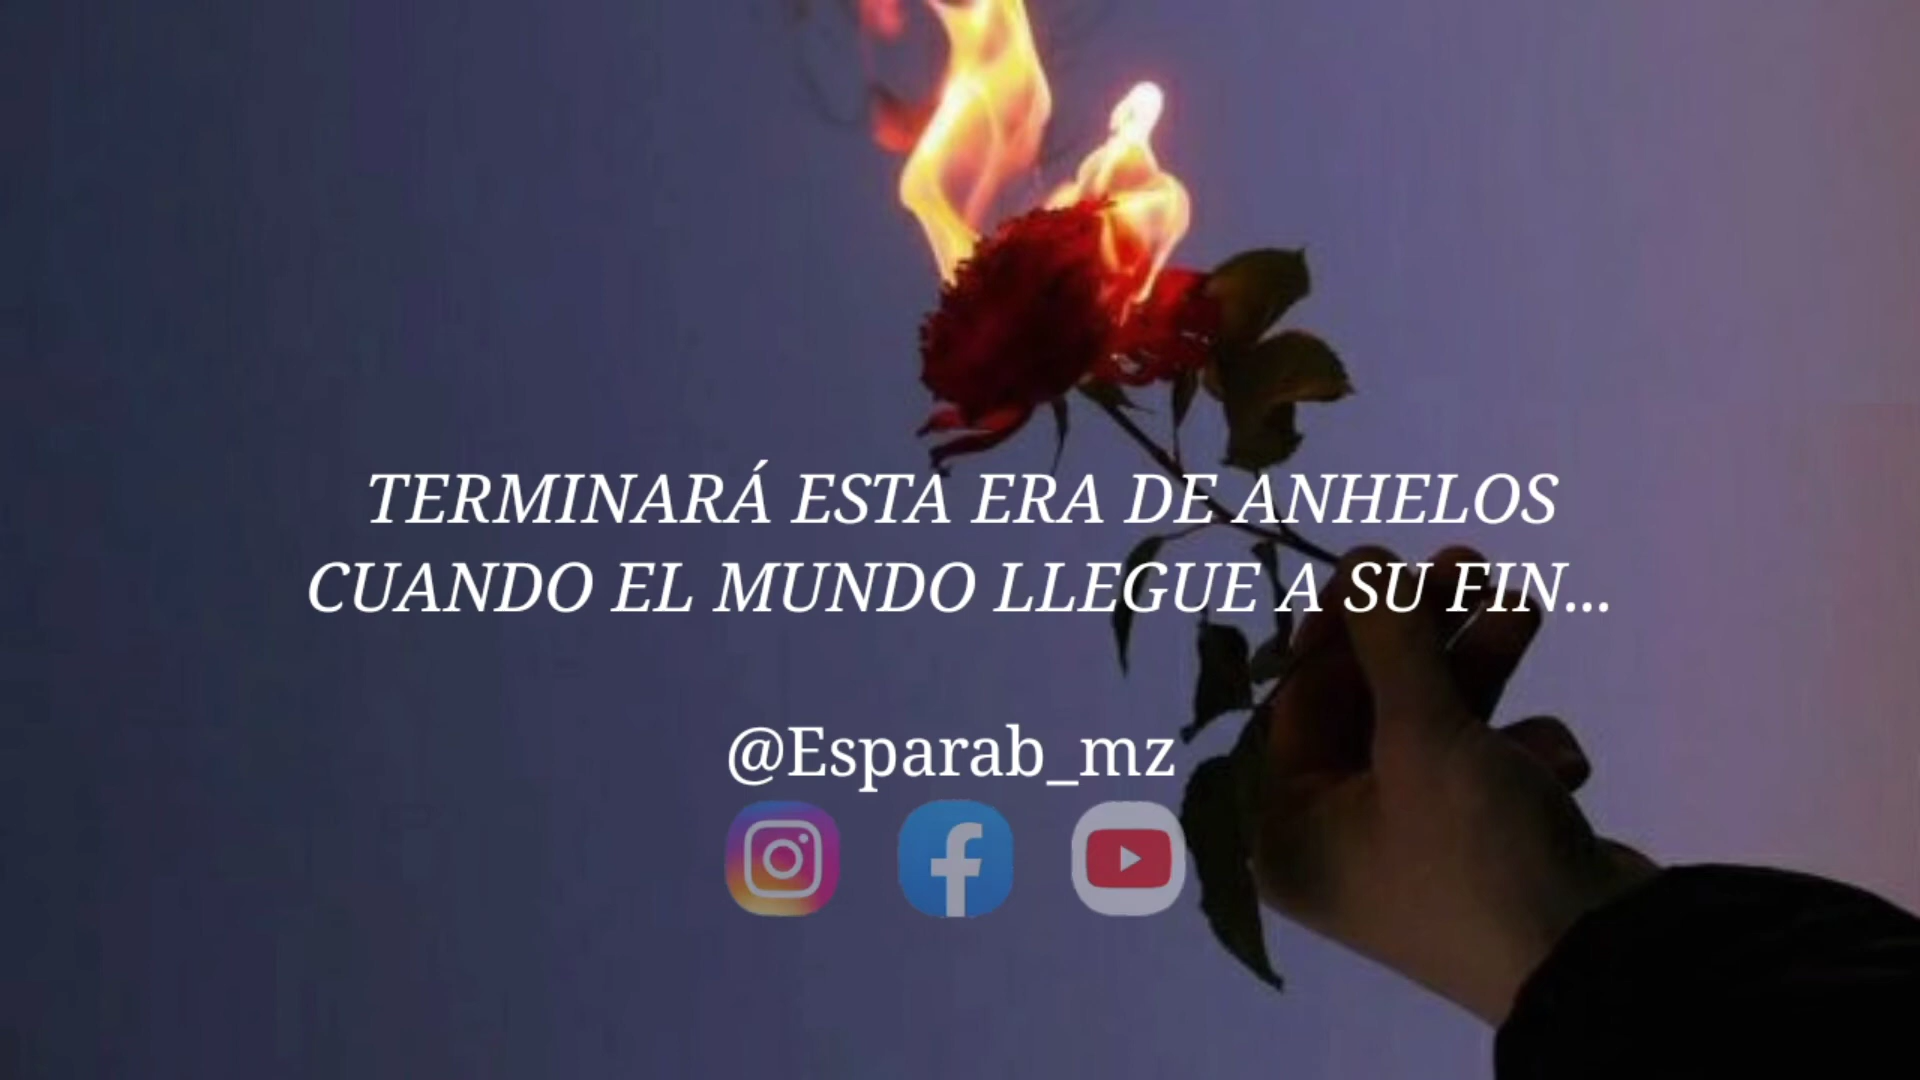 TERMINARÁ ESTA ERA DE ANHELOS
CUANDO EL MUNDO LLEGUE A SU FIN...
@Esparab_mz